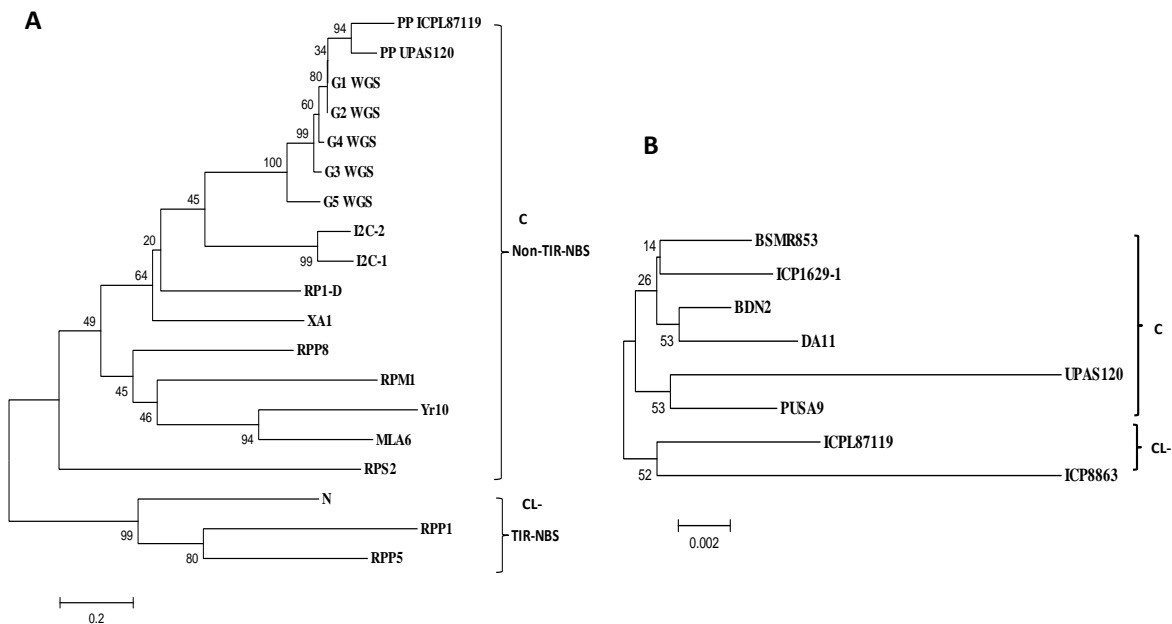 A
PP ICPL87119
94
PP UPAS120
34
80
G1 WGS
G2 WGS
60
G4 WGS
99
G3 WGS
100
G5 WGS
45
I2C-2
99
I2C-1
20
RP1-D
64
XA1
49
RPP8
45
RPM1
46
Yr10
94
MLA6
RPS2
C
Non-TIR-NBS
N
99
RPP1
80
RPP5
CL-
TIR-NBS
0.2
B
BSMR853
14
ICP1629-1
26
BDN2
53
DA11
UPAS120
53
PUSA9
C
ICPL87119
52
ICP8863
CL-
0.002